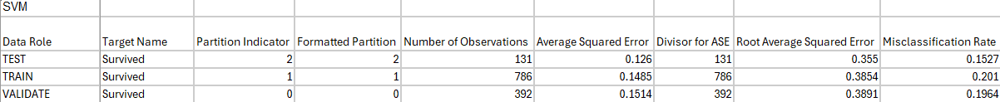 SVM
Data Role Target Name Partition Indicator Formatted Partition Number of Observations Average Squared Error Divisor for ASE Root Average Squared Error Misclassification Rate
TEST Survived 2 2 131 0.126 131 0.355 0.1527
TRAIN Survived 1 1 786 0.1485 786 0.3854 0.201
VALIDATE Survived 0 0 392 0.1514 392 0.3891 0.1964